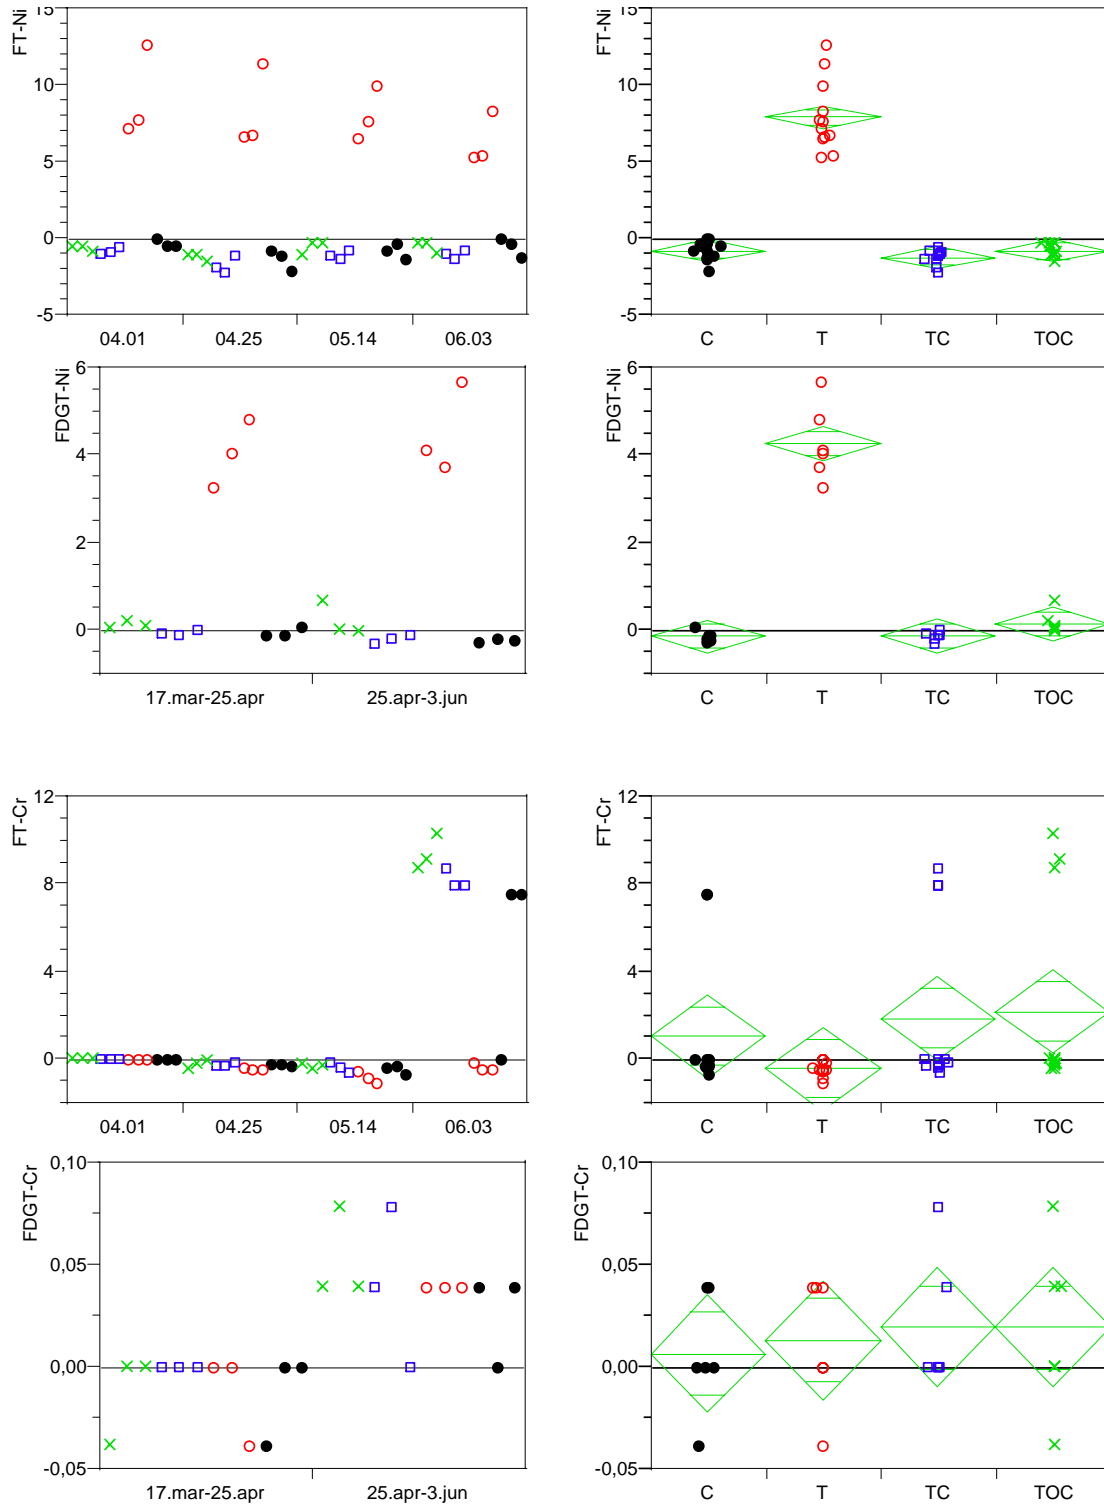 FT-Ni
15
10
5
0
-5
04.01 04.25 05.14 06.03
FT-Ni
15
10
5
0
-5
C T TC TOC
FDGT-Ni
6
4
2
0
17.mar-25.apr 25.apr-3.jun
FDGT-Ni
6
4
2
0
C T TC TOC
FT-Cr
12
8
4
0
04.01 04.25 05.14 06.03
FT-Cr
12
8
4
0
C T TC TOC
FDGT-Cr
0,10
0,05
0,00
-0,05
17.mar-25.apr 25.apr-3.jun
FDGT-Cr
0,10
0,05
0,00
-0,05
C T TC TOC